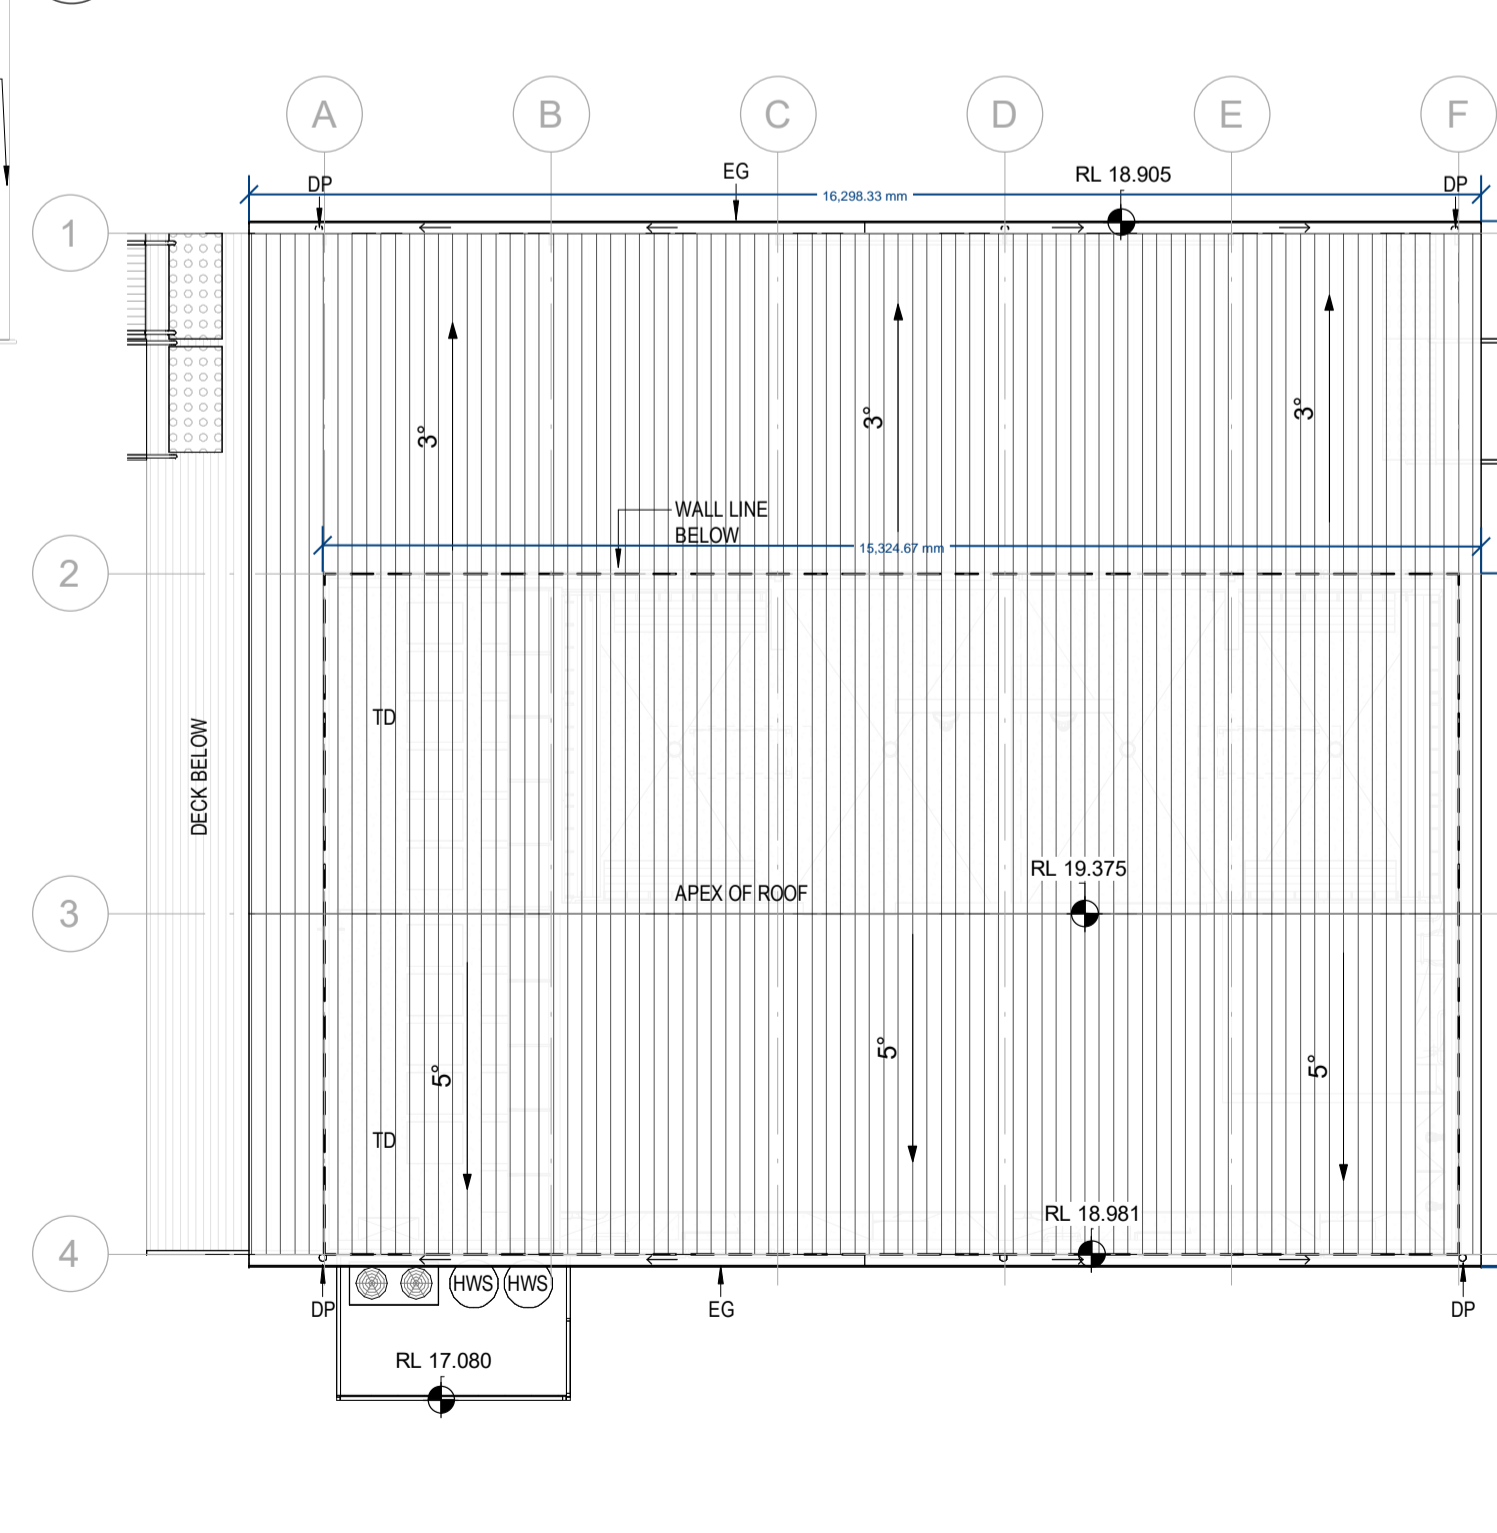 A
B
C
D
E
F
DP
EG
RL 18.905
DP
16,298.33 mm
1
3°
3°
3°
WALL LINE
BELOW
15,324.67 mm
2
TD
DECK BELOW
RL 19.375
APEX OF ROOF
3
5°
5°
5°
TD
RL 18.981
4
HWS
HWS
DP
EG
DP
RL 17.080